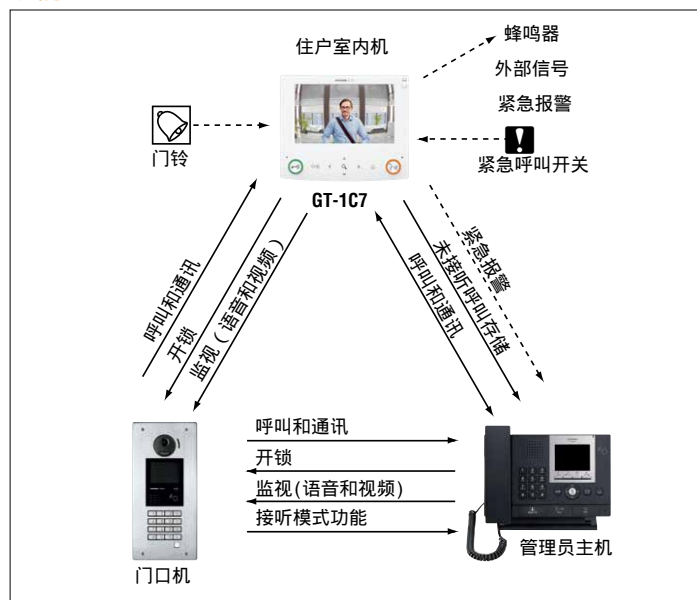 住户室内机
蜂鸣器
外部信号
紧急报警
门铃
紧急呼叫开关
GT-1C7
呼叫和通讯
开锁
监视(语音和视频)
呼叫和通讯
未接听呼叫存储
紧急报警
呼叫和通讯
开锁
监视(语音和视频)
接听模式功能
门口机
管理员主机